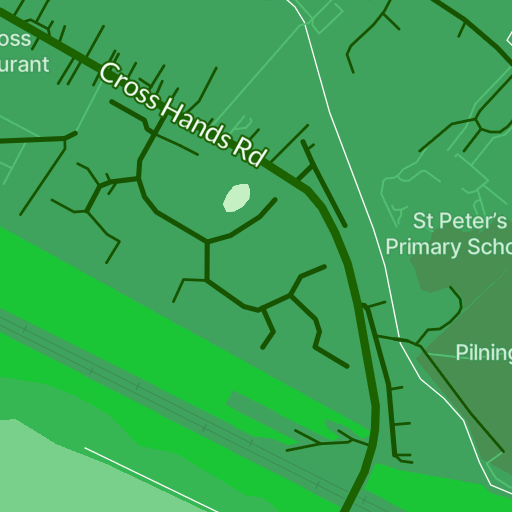 oss
urant
Cross Hands Rd
St Peter's
Primary Scho
Pilning